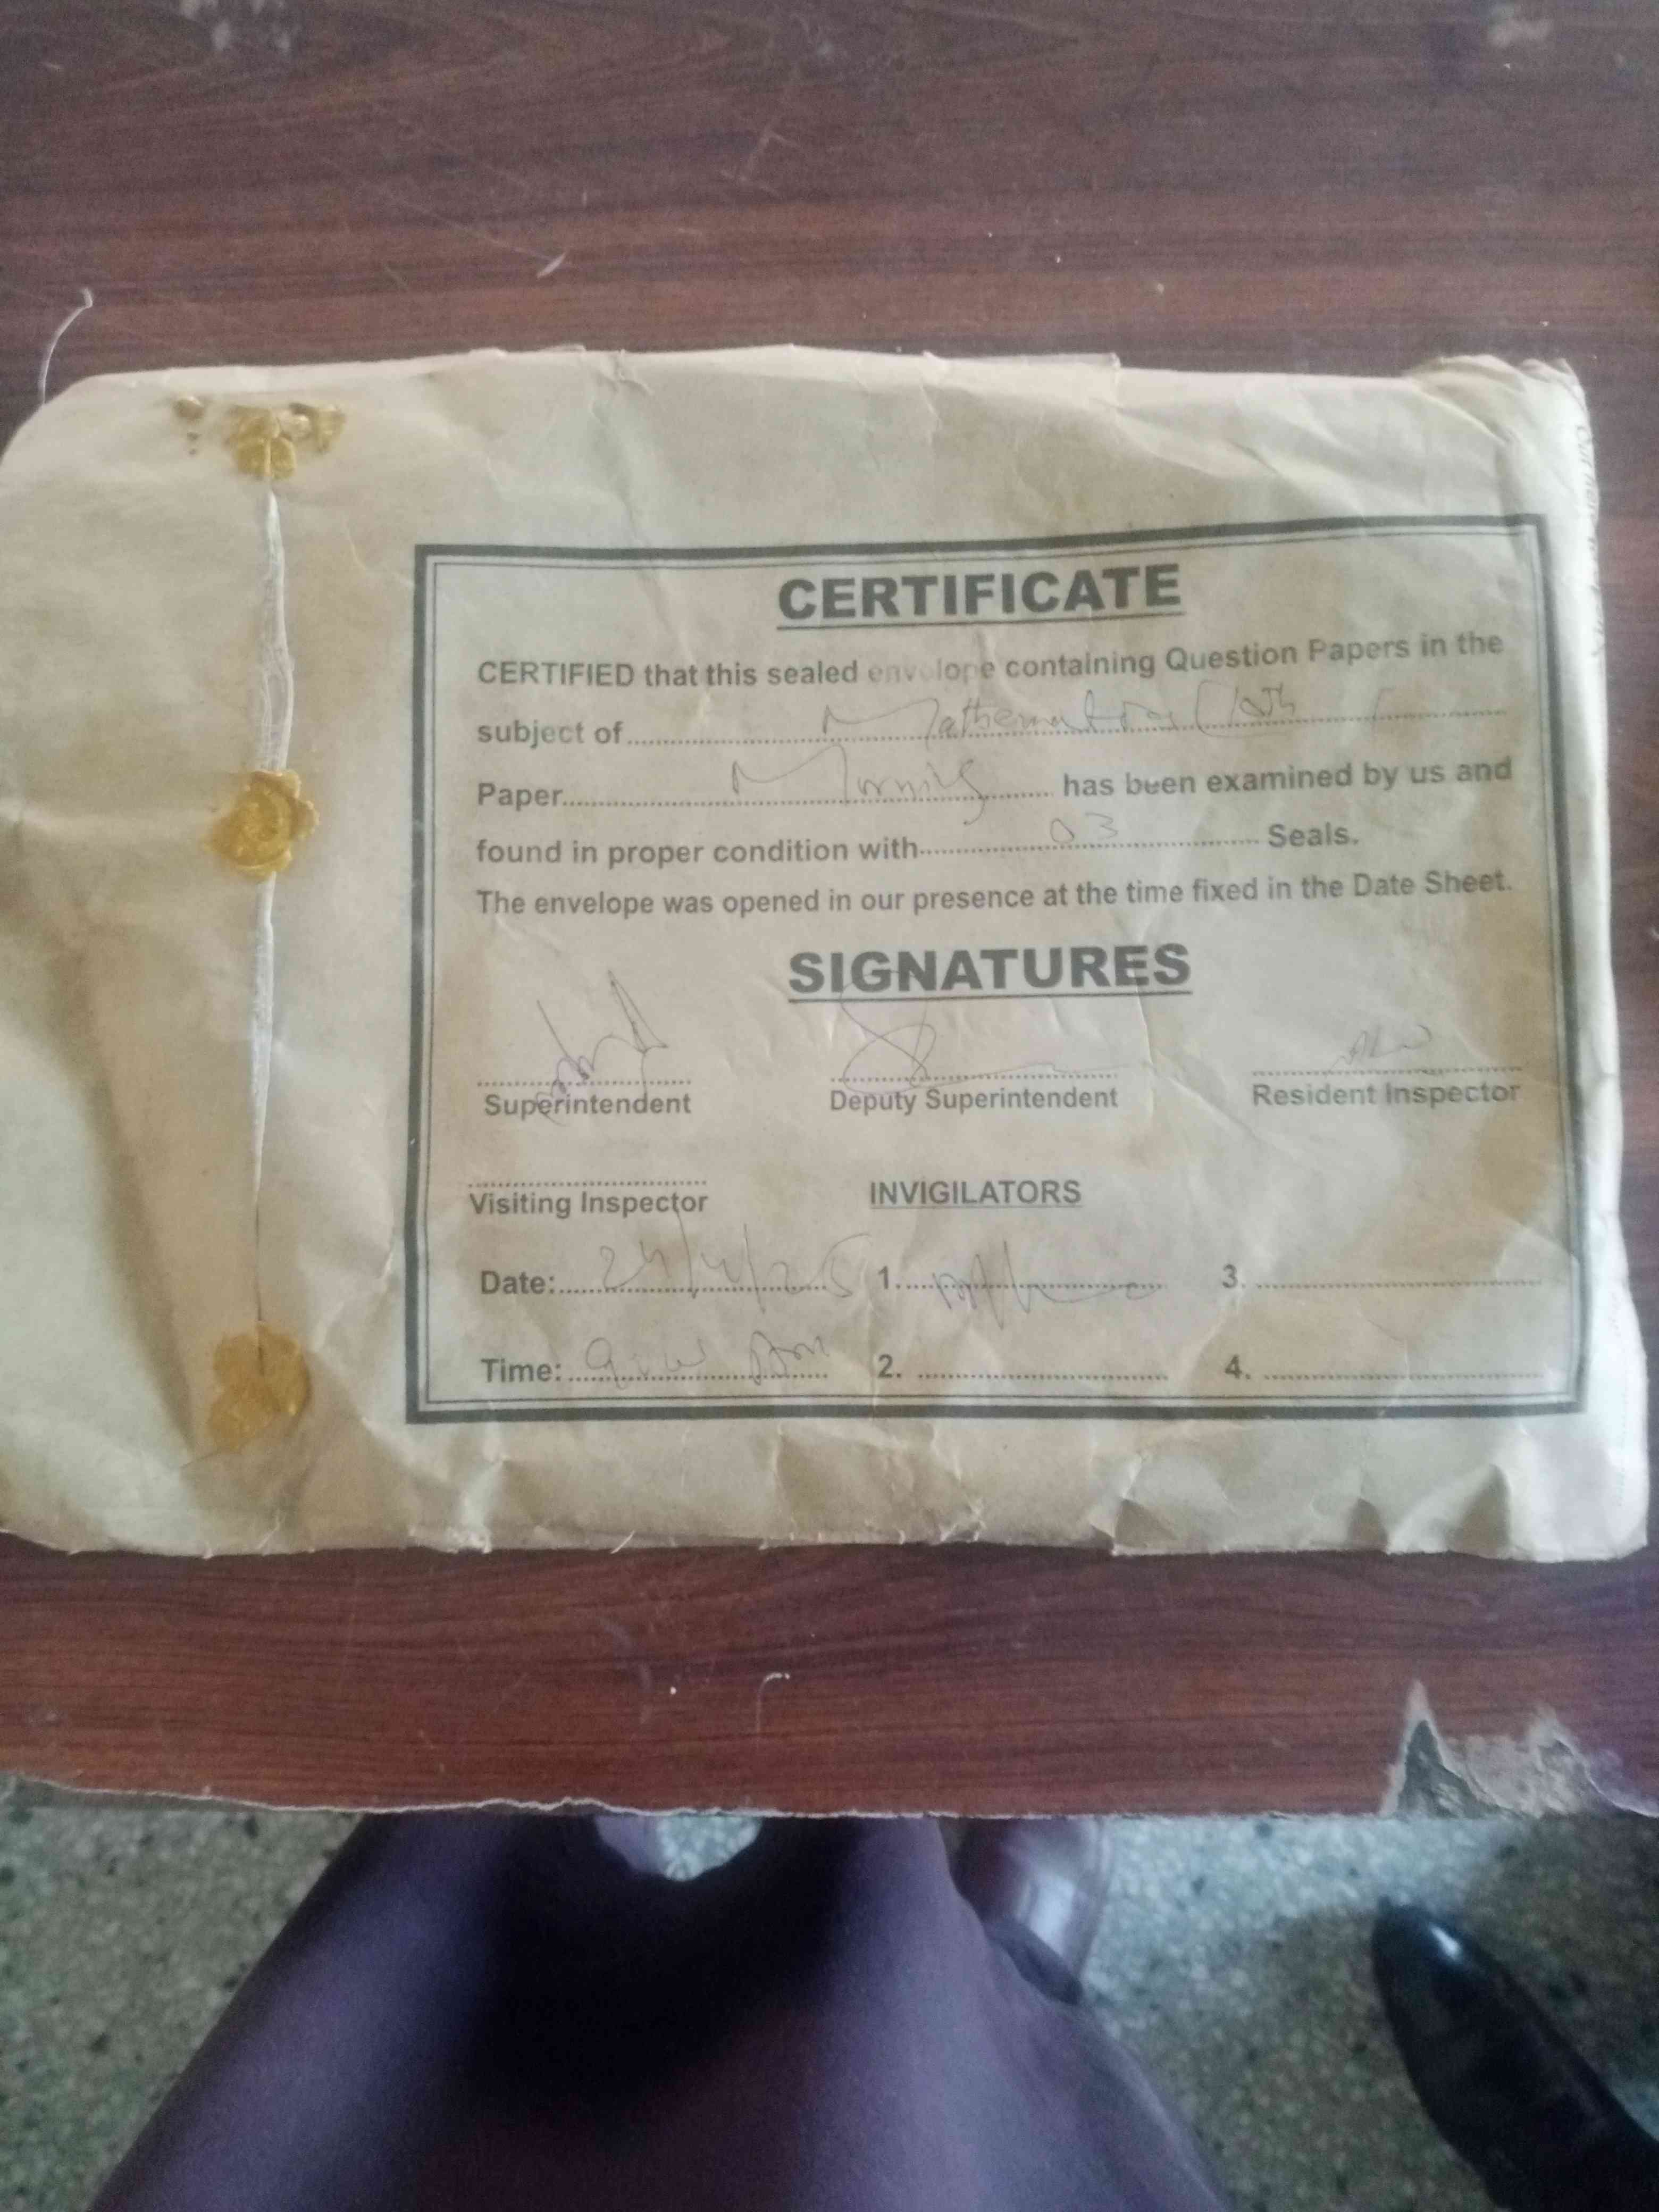 CERTIFICATE
CERTIFIED that this sealed envelope containing Question Papers in the
subject of Mathematics
Paper Morning has been examined by us and
found in proper condition with 03 Seals.
The envelope was opened in our presence at the time fixed in the Date Sheet.
SIGNATURES
Superintendent Deputy Superintendent Resident Inspector
Visiting Inspector INVIGILATORS
Date: 24/4/25 1. 3.
Time: 2. 4.